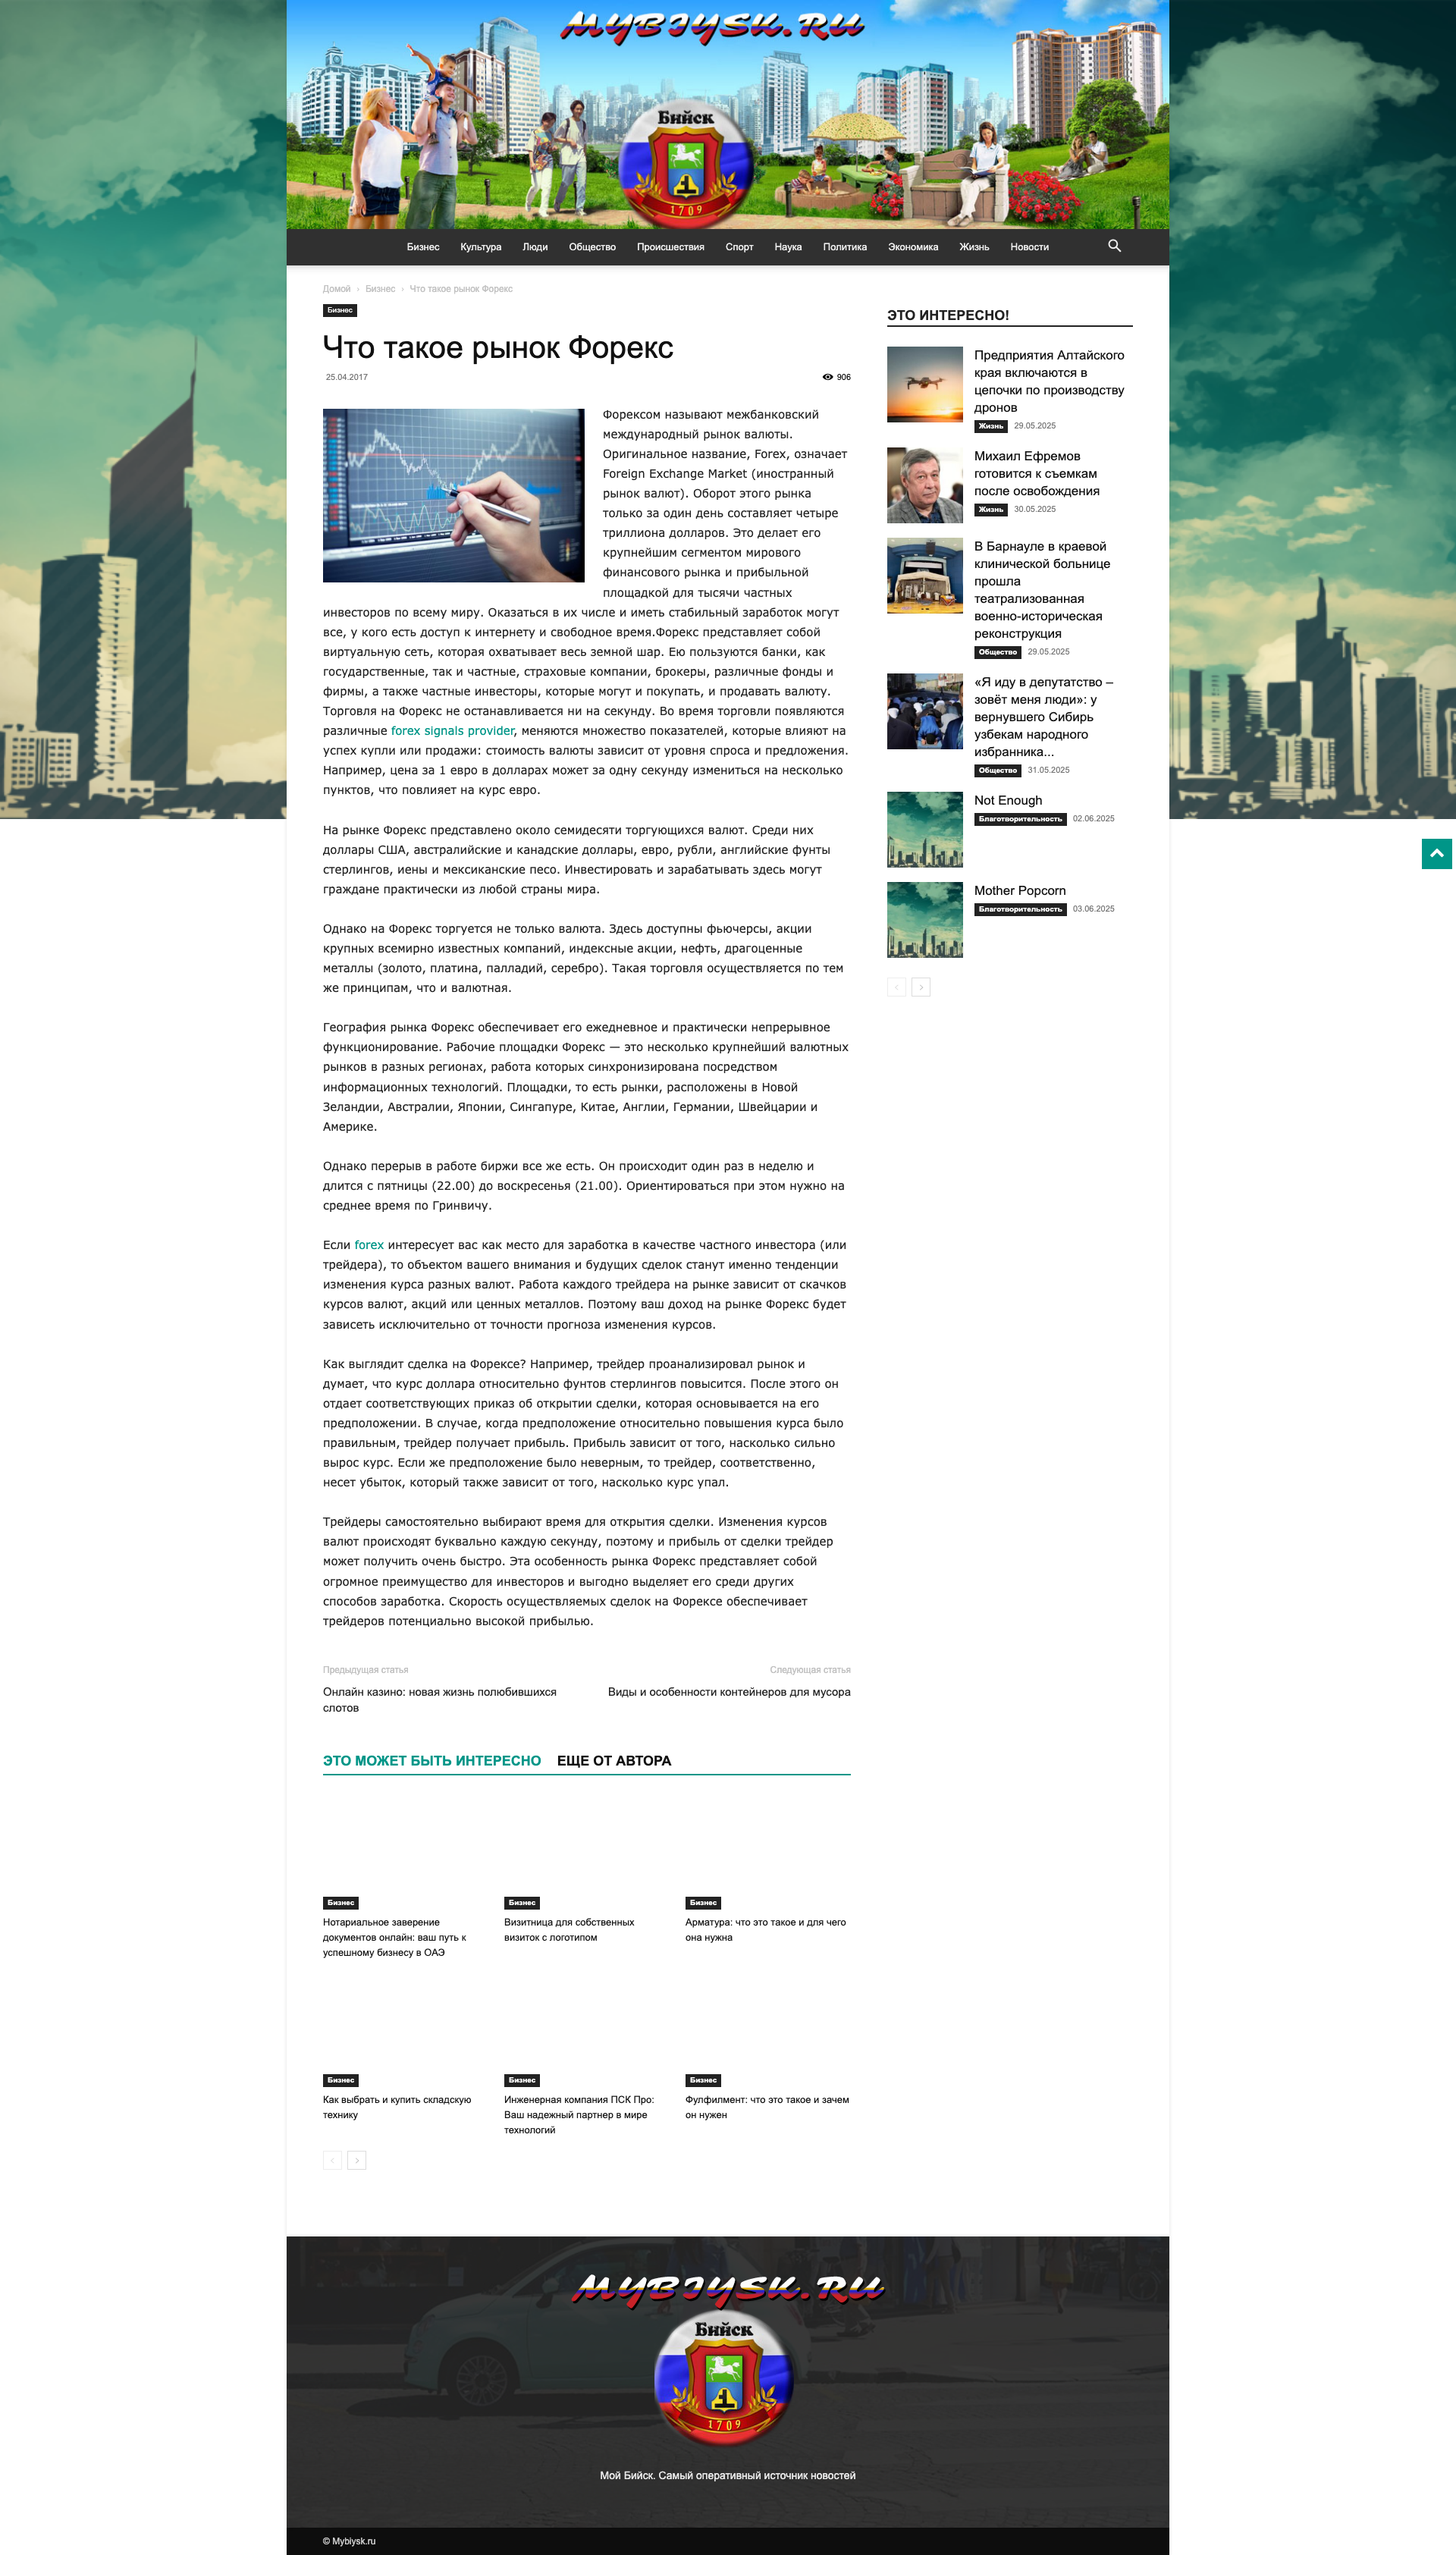 MYBIYSK.RU
Бийск
1709
Бизнес Культура Люди Общество Происшествия Спорт Наука Политика Экономика Жизнь Новости
Домой › Бизнес › Что такое рынок Форекс
Бизнес
Что такое рынок Форекс
25.04.2017 906
Форексом называют межбанковский
международный рынок валюты.
Оригинальное название, Forex, означает
Foreign Exchange Market (иностранный
рынок валют). Оборот этого рынка
только за один день составляет четыре
триллиона долларов. Это делает его
крупнейшим сегментом мирового
финансового рынка и прибыльной
площадкой для тысячи частных
инвесторов по всему миру. Оказаться в их числе и иметь стабильный заработок могут
все, у кого есть доступ к интернету и свободное время.Форекс представляет собой
виртуальную сеть, которая охватывает весь земной шар. Ею пользуются банки, как
государственные, так и частные, страховые компании, брокеры, различные фонды и
фирмы, а также частные инвесторы, которые могут и покупать, и продавать валюту.
Торговля на Форекс не останавливается ни на секунду. Во время торговли появляются
различные forex signals provider, меняются множество показателей, которые влияют на
успех купли или продажи: стоимость валюты зависит от уровня спроса и предложения.
Например, цена за 1 евро в долларах может за одну секунду измениться на несколько
пунктов, что повлияет на курс евро.
На рынке Форекс представлено около семидесяти торгующихся валют. Среди них
доллары США, австралийские и канадские доллары, евро, рубли, английские фунты
стерлингов, иены и мексиканские песо. Инвестировать и зарабатывать здесь могут
граждане практически из любой страны мира.
Однако на Форекс торгуется не только валюта. Здесь доступны фьючерсы, акции
крупных всемирно известных компаний, индексные акции, нефть, драгоценные
металлы (золото, платина, палладий, серебро). Такая торговля осуществляется по тем
же принципам, что и валютная.
География рынка Форекс обеспечивает его ежедневное и практически непрерывное
функционирование. Рабочие площадки Форекс — это несколько крупнейший валютных
рынков в разных регионах, работа которых синхронизирована посредством
информационных технологий. Площадки, то есть рынки, расположены в Новой
Зеландии, Австралии, Японии, Сингапуре, Китае, Англии, Германии, Швейцарии и
Америке.
Однако перерыв в работе биржи все же есть. Он происходит один раз в неделю и
длится с пятницы (22.00) до воскресенья (21.00). Ориентироваться при этом нужно на
среднее время по Гринвичу.
Если forex интересует вас как место для заработка в качестве частного инвестора (или
трейдера), то объектом вашего внимания и будущих сделок станут именно тенденции
изменения курса разных валют. Работа каждого трейдера на рынке зависит от скачков
курсов валют, акций или ценных металлов. Поэтому ваш доход на рынке Форекс будет
зависеть исключительно от точности прогноза изменения курсов.
Как выглядит сделка на Форексе? Например, трейдер проанализировал рынок и
думает, что курс доллара относительно фунтов стерлингов повысится. После этого он
отдает соответствующих приказ об открытии сделки, которая основывается на его
предположении. В случае, когда предположение относительно повышения курса было
правильным, трейдер получает прибыль. Прибыль зависит от того, насколько сильно
вырос курс. Если же предположение было неверным, то трейдер, соответственно,
несет убыток, который также зависит от того, насколько курс упал.
Трейдеры самостоятельно выбирают время для открытия сделки. Изменения курсов
валют происходят буквально каждую секунду, поэтому и прибыль от сделки трейдер
может получить очень быстро. Эта особенность рынка Форекс представляет собой
огромное преимущество для инвесторов и выгодно выделяет его среди других
способов заработка. Скорость осуществляемых сделок на Форексе обеспечивает
трейдеров потенциально высокой прибылью.
Предыдущая статья Следующая статья
Онлайн казино: новая жизнь полюбившихся
слотов
Виды и особенности контейнеров для мусора
ЭТО МОЖЕТ БЫТЬ ИНТЕРЕСНО ЕЩЕ ОТ АВТОРА
Бизнес
Нотариальное заверение
документов онлайн: ваш путь к
успешному бизнесу в ОАЭ
Бизнес
Визитница для собственных
визиток с логотипом
Бизнес
Арматура: что это такое и для чего
она нужна
Бизнес
Как выбрать и купить складскую
технику
Бизнес
Инженерная компания ПСК Про:
Ваш надежный партнер в мире
технологий
Бизнес
Фулфилмент: что это такое и зачем
он нужен
ЭТО ИНТЕРЕСНО!
Предприятия Алтайского
края включаются в
цепочки по производству
дронов
Жизнь 29.05.2025
Михаил Ефремов
готовится к съемкам
после освобождения
Жизнь 30.05.2025
В Барнауле в краевой
клинической больнице
прошла
театрализованная
военно-историческая
реконструкция
Общество 29.05.2025
«Я иду в депутатство –
зовёт меня люди»: у
вернувшего Сибирь
узбекам народного
избранника...
Общество 31.05.2025
Not Enough
Благотворительность 02.06.2025
Mother Popcorn
Благотворительность 03.06.2025
MYBIYSK.RU
Бийск
1709
Мой Бийск. Самый оперативный источник новостей
© Mybiysk.ru